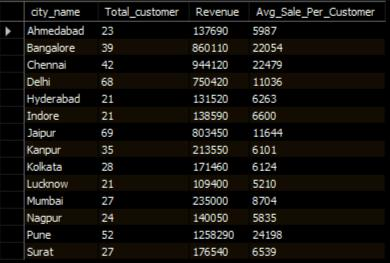 city_name Total_customer Revenue Avg_Sale_Per_Customer
Ahmedabad 23 137690 5987
Bangalore 39 860110 22054
Chennai 42 944120 22479
Delhi 68 750420 11036
Hyderabad 21 131520 6263
Indore 21 138590 6600
Jaipur 69 803450 11644
Kanpur 35 213550 6101
Kolkata 28 171460 6124
Lucknow 21 109400 5210
Mumbai 27 235000 8704
Nagpur 24 140050 5835
Pune 52 1258290 24198
Surat 27 176540 6539